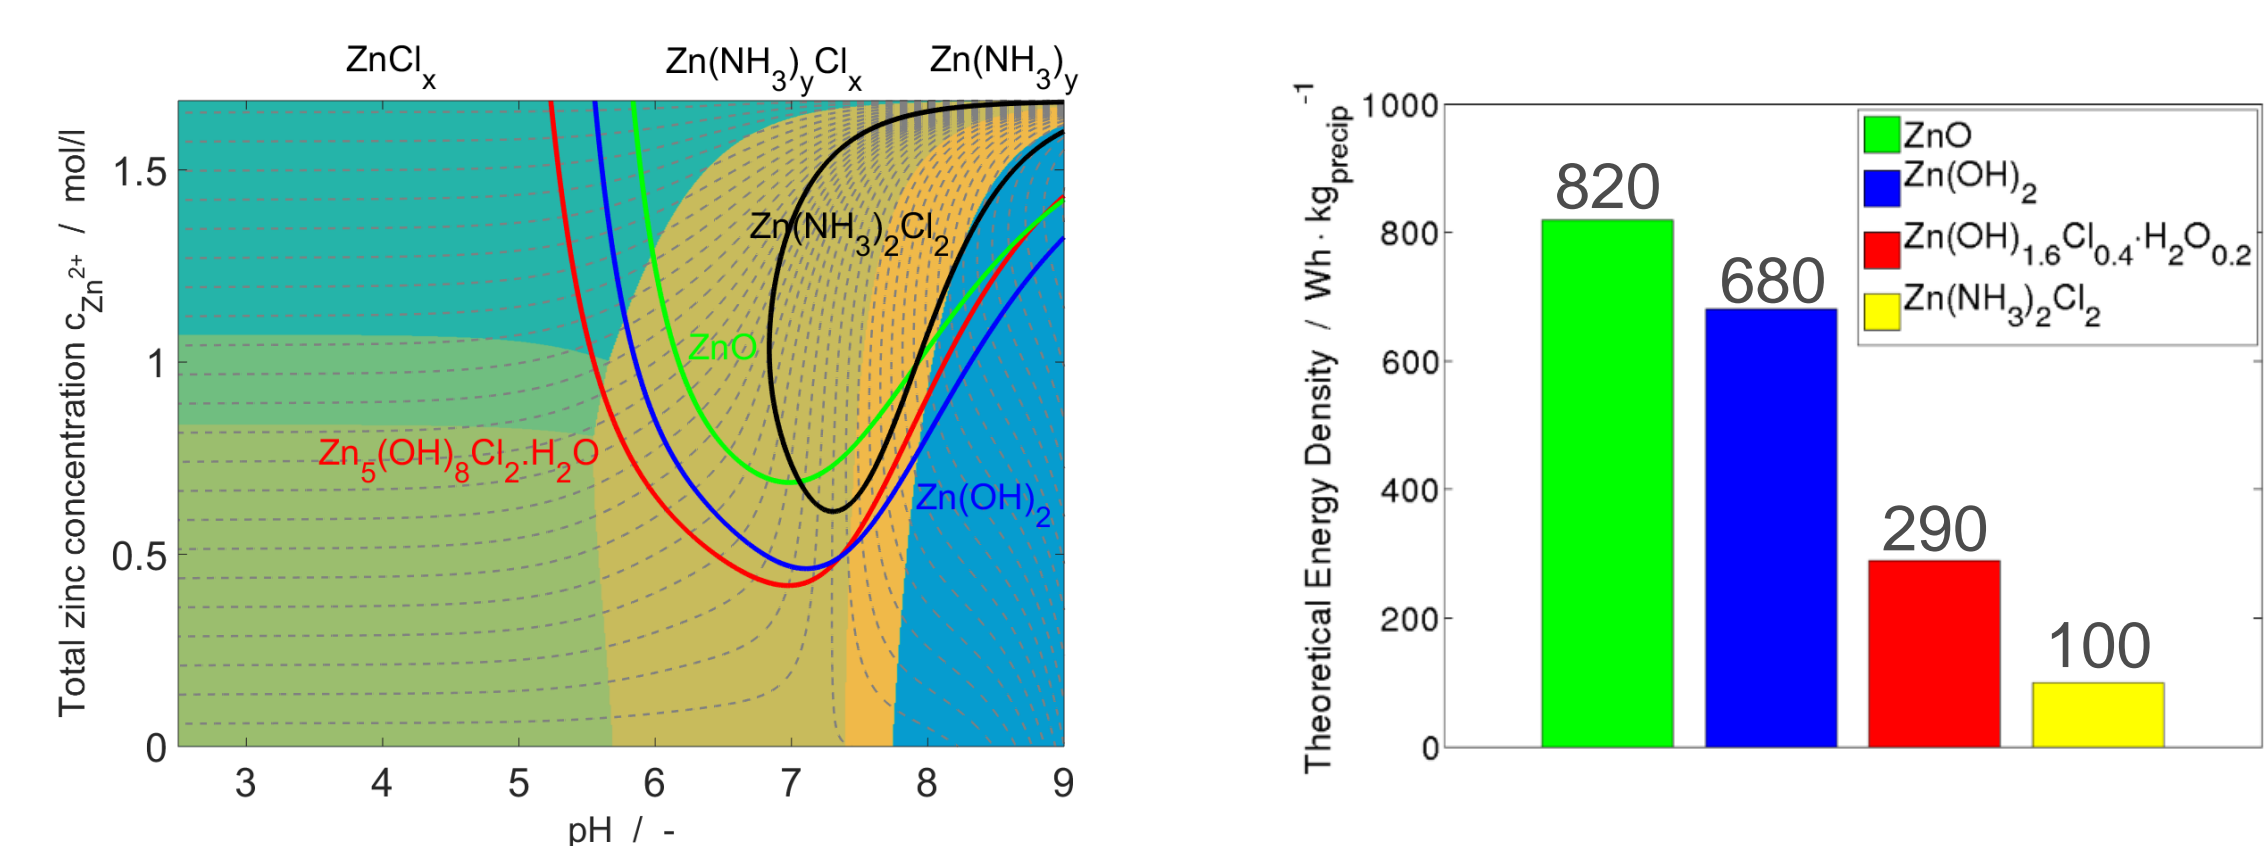 ZnClₓ
Zn(NH₃)ᵧClₓ
Zn(NH₃)ᵧ
Total zinc concentration c_Zn²⁺ / mol/l
1.5
1
0.5
0
Zn(NH₃)₂Cl₂
ZnO
Zn₅(OH)₈Cl₂.H₂O
Zn(OH)₂
3 4 5 6 7 8 9
pH / -
Theoretical Energy Density / Wh · kg_precip⁻¹
1000
800
600
400
200
0
820
680
290
100
ZnO
Zn(OH)₂
Zn(OH)₁.₆Cl₀.₄·H₂O₀.₂
Zn(NH₃)₂Cl₂